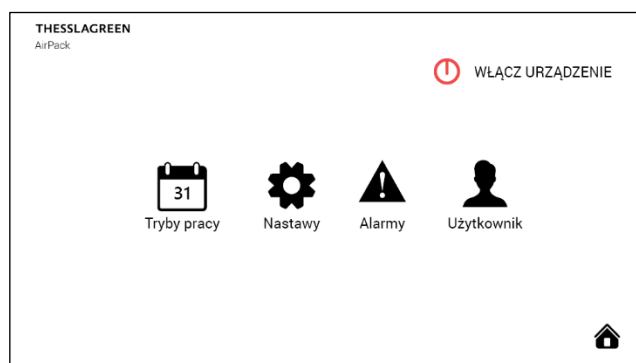 THESSLAGREEN
AirPack
WŁĄCZ URZĄDZENIE
31
Tryby pracy
Nastawy
Alarmy
Użytkownik